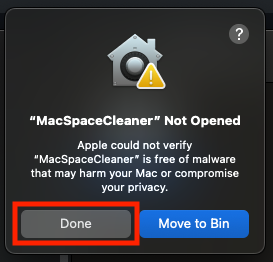 ?
“MacSpaceCleaner” Not Opened
Apple could not verify
“MacSpaceCleaner” is free of malware
that may harm your Mac or compromise
your privacy.
Done Move to Bin